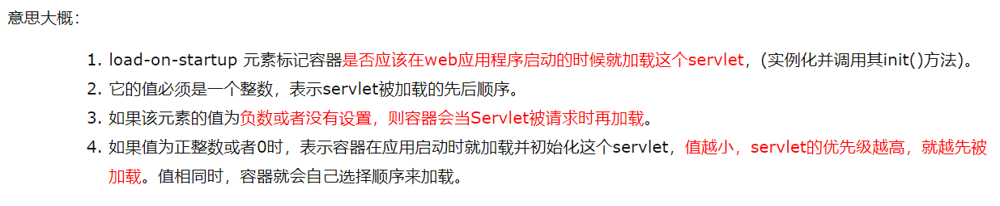 意思大概：
1. load-on-startup 元素标记容器是否应该在web应用程序启动的时候就加载这个servlet，(实例化并调用其init()方法)。
2. 它的值必须是一个整数，表示servlet被加载的先后顺序。
3. 如果该元素的值为负数或者没有设置，则容器会当Servlet被请求时再加载。
4. 如果值为正整数或者0时，表示容器在应用启动时就加载并初始化这个servlet，值越小，servlet的优先级越高，就越先被
加载。值相同时，容器就会自己选择顺序来加载。